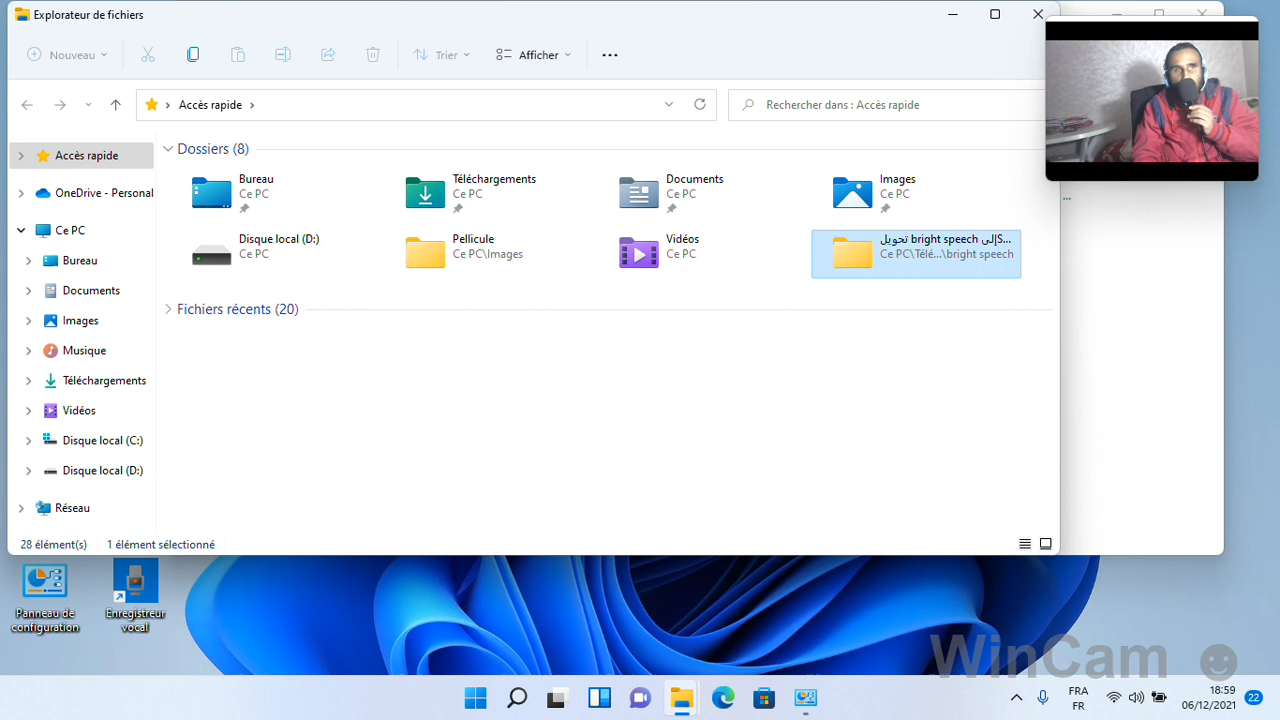 Explorateur de fichiers
Nouveau
Trier
Afficher
Accès rapide
Rechercher dans : Accès rapide
Accès rapide
OneDrive - Personal
Ce PC
Bureau
Documents
Images
Musique
Téléchargements
Vidéos
Disque local (C:)
Disque local (D:)
Réseau
Dossiers (8)
Bureau
Ce PC
Téléchargements
Ce PC
Documents
Ce PC
Images
Ce PC
Disque local (D:)
Ce PC
Pellicule
Ce PC\Images
Vidéos
Ce PC
تحويل bright speech إلىS...
Ce PC\Télé...\bright speech
Fichiers récents (20)
28 élément(s) 1 élément sélectionné
Panneau de configuration
Enregistreur vocal
WinCam
FRA
FR
18:59
06/12/2021
22